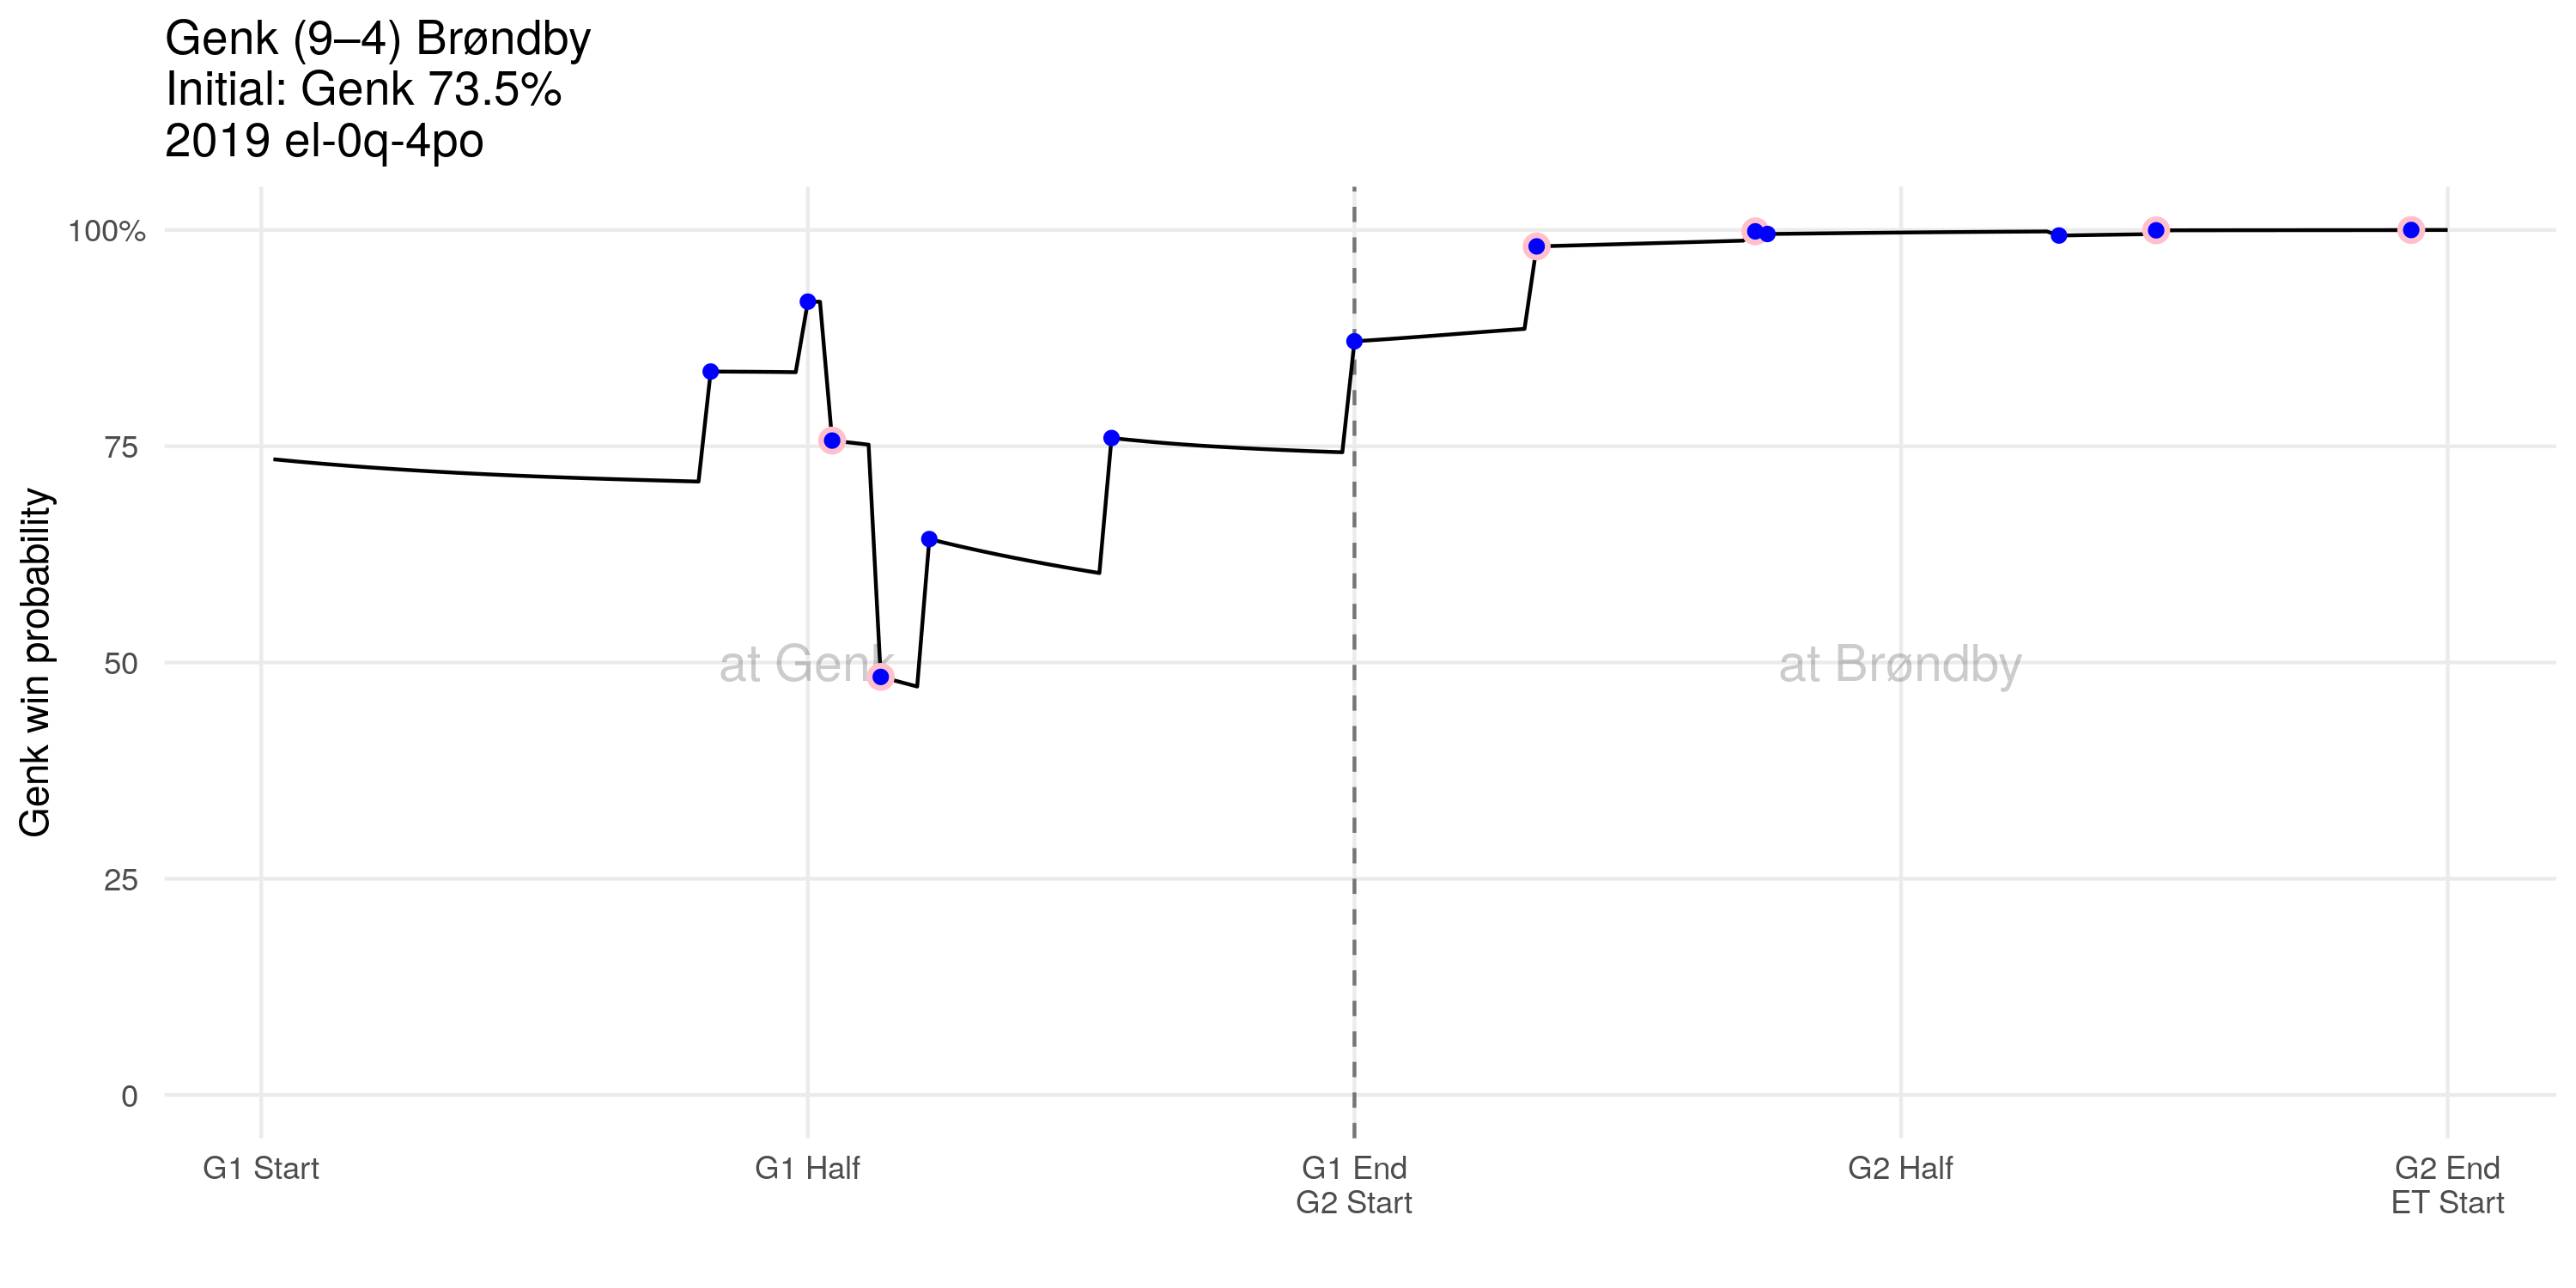 Genk (9–4) Brøndby
Initial: Genk 73.5%
2019 el-0q-4po
Genk win probability
100%
75
50
25
0
at Genk
at Brøndby
G1 Start
G1 Half
G1 End
G2 Start
G2 Half
G2 End
ET Start